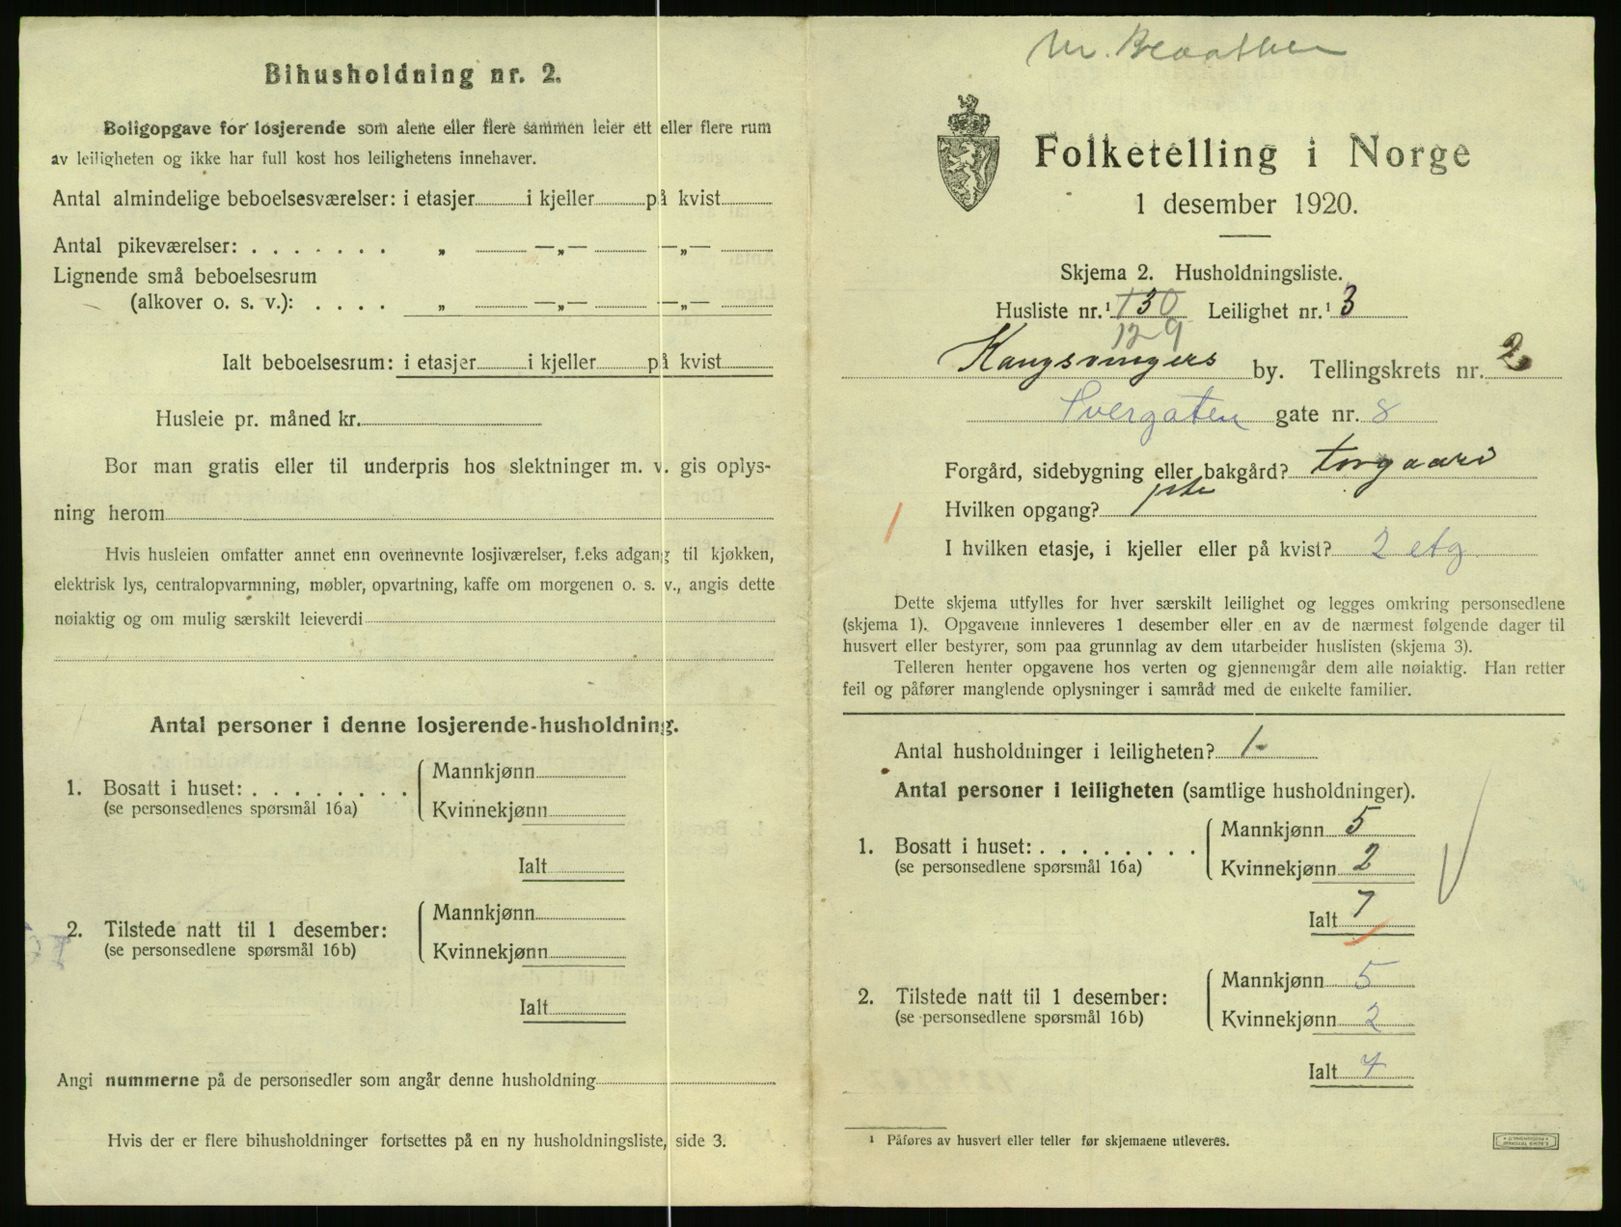 Bihusholdning nr. 2.
Boligopgave for losjerende som alene eller flere sammen leier ett eller flere rum
av leiligheten og ikke har full kost hos leilighetens innehaver.
Antal almindelige beboelsesværelser: i etasjer i kjeller på kvist
Antal pikeværelser: . . . . . . . „ —„— —„—
Lignende små beboelsesrum
(alkover o. s. v.): . . . . „ —„— —„—
Ialt beboelsesrum: i etasjer i kjeller på kvist
Husleie pr. måned kr.
Bor man gratis eller til underpris hos slektninger m. v. gis oplys-
ning herom
Hvis husleien omfatter annet enn ovennevnte losjiværelser, f.eks adgang til kjøkken,
elektrisk lys, centralopvarmning, møbler, opvartning, kaffe om morgenen o. s. v., angis dette
nøiaktig og om mulig særskilt leieverdi
Antal personer i denne losjerende-husholdning.
1. Bosatt i huset: . . . . . . . .
(se personsedlenes spørsmål 16a)
Mannkjønn
Kvinnekjønn
Ialt
2. Tilstede natt til 1 desember:
(se personsedlene spørsmål 16b)
Mannkjønn
Kvinnekjønn
Ialt
Angi nummerne på de personsedler som angår denne husholdning
Hvis der er flere bihusholdninger fortsettes på en ny husholdningsliste, side 3.
Folketelling i Norge
1 desember 1920.
Skjema 2. Husholdningsliste.
Husliste nr.¹ 130 Leilighet nr.¹ 3
129
Kongsvingers by. Tellingskrets nr. 2
gate nr. 8
Forgård, sidebygning eller bakgård? forgaard
Hvilken opgang? 1ste
I hvilken etasje, i kjeller eller på kvist? 2 etg
1
Dette skjema utfylles for hver særskilt leilighet og legges omkring personsedlene
(skjema 1). Opgavene innleveres 1 desember eller en av de nærmest følgende dager til
husvert eller bestyrer, som paa grunnlag av dem utarbeider huslisten (skjema 3).
Telleren henter opgavene hos verten og gjennemgår dem alle nøiaktig. Han retter
feil og påfører manglende oplysninger i samråd med de enkelte familier.
Antal husholdninger i leiligheten? 1
Antal personer i leiligheten (samtlige husholdninger).
1. Bosatt i huset: . . . . . . . .
(se personsedlene spørsmål 16a)
Mannkjønn 5
Kvinnekjønn 2
Ialt 7
2. Tilstede natt til 1 desember:
(se personsedlene spørsmål 16b)
Mannkjønn 5
Kvinnekjønn 2
Ialt 7
¹ Påføres av husvert eller teller før skjemaene utleveres.